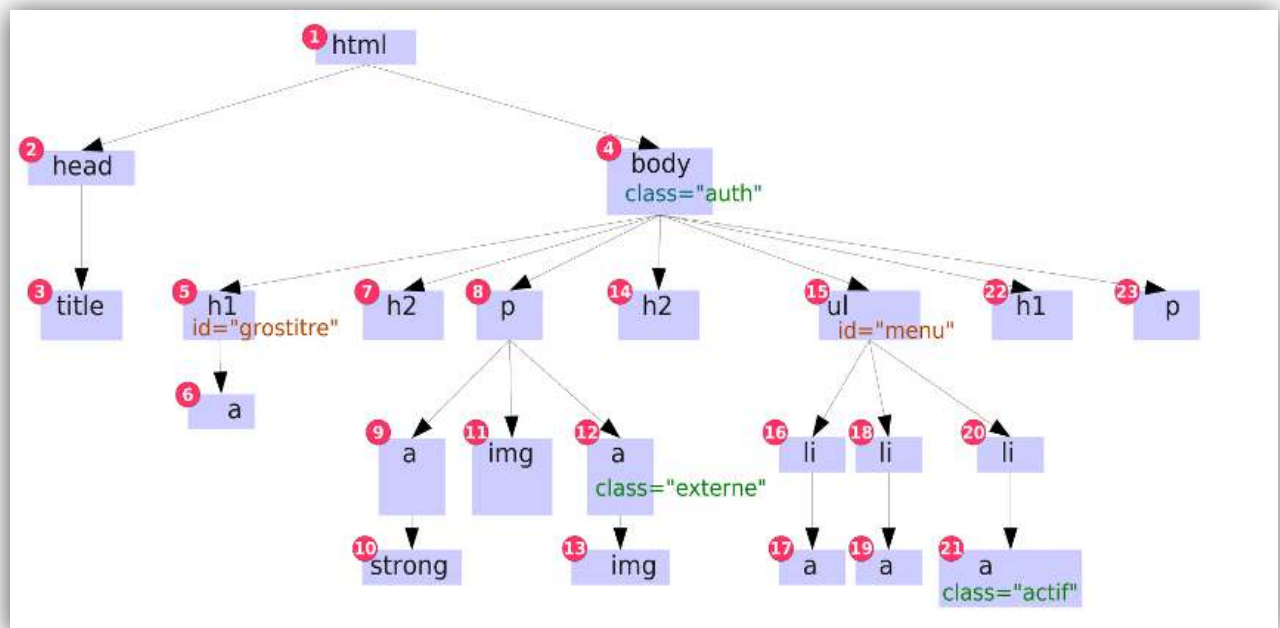 1 html
2 head
4 body
class="auth"
3 title
5 h1
id="grostitre"
7 h2
8 p
14 h2
15 ul
id="menu"
22 h1
23 p
6 a
9 a
11 img
12 a
class="externe"
16 li
18 li
20 li
10 strong
13 img
17 a
19 a
21 a
class="actif"